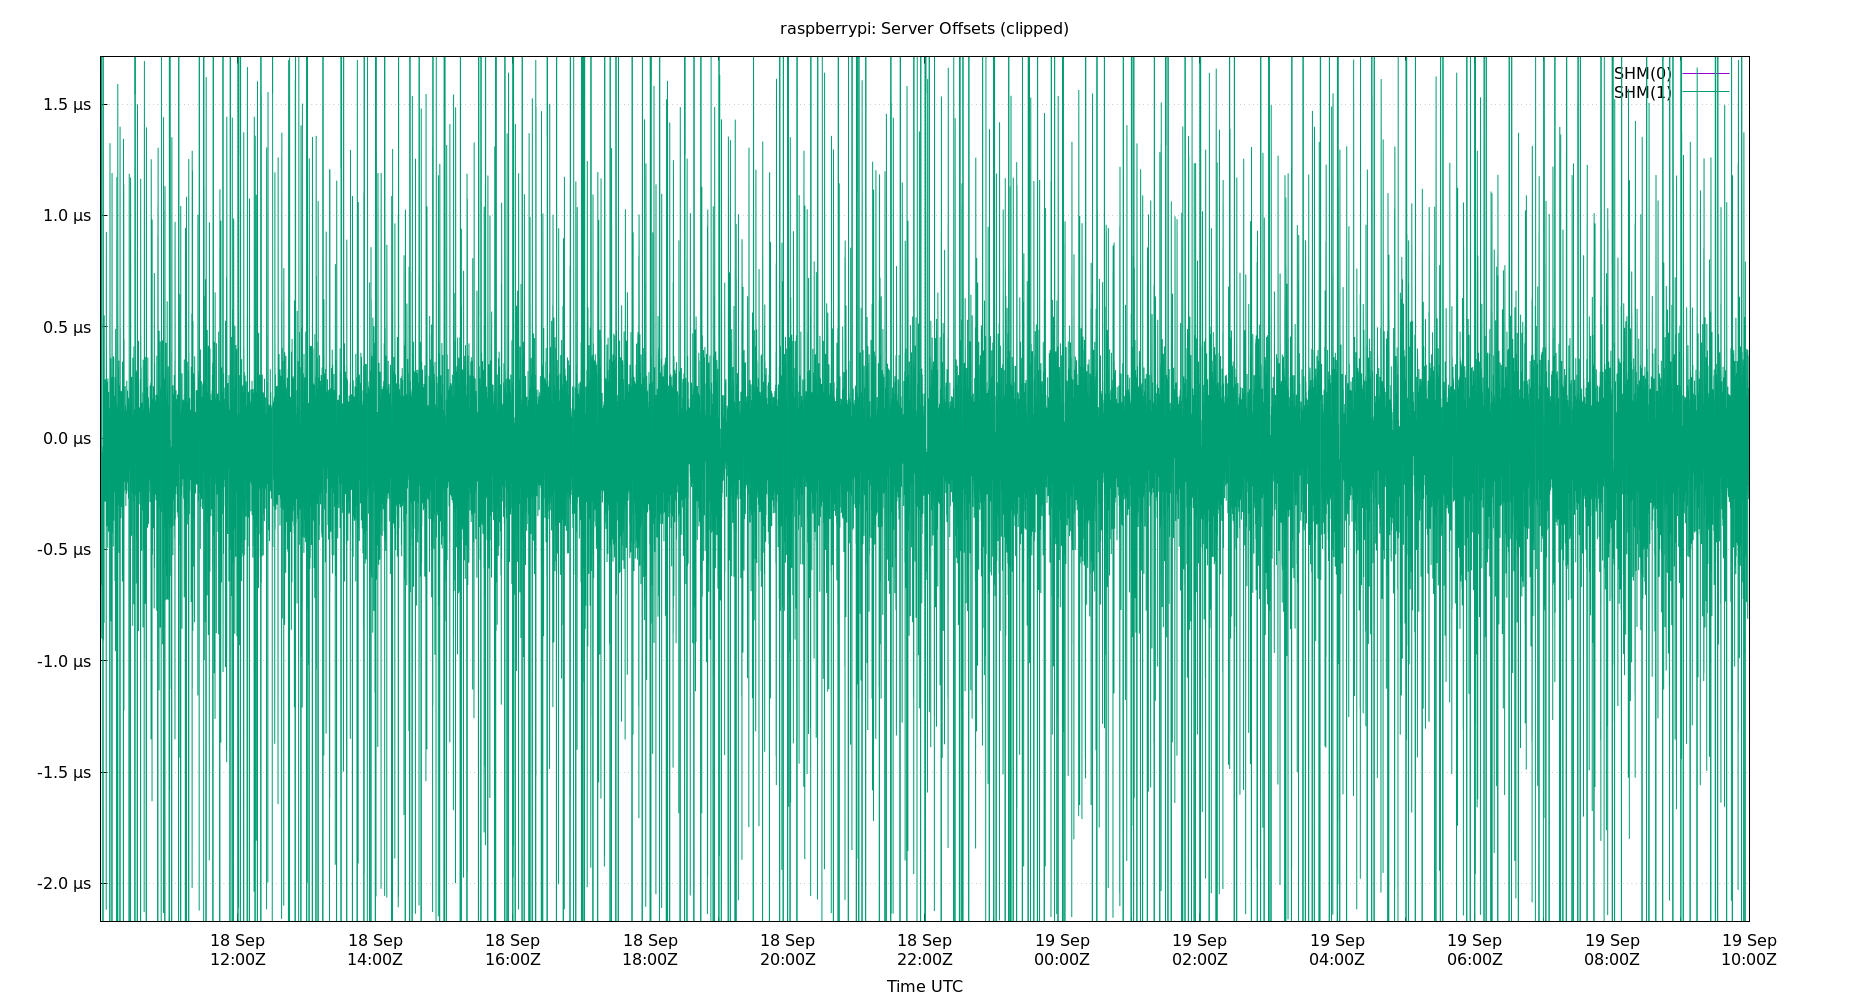 raspberrypi: Server Offsets (clipped)
SHM(0)
SHM(1)
1.5 µs
1.0 µs
0.5 µs
0.0 µs
-0.5 µs
-1.0 µs
-1.5 µs
-2.0 µs
18 Sep 18 Sep 18 Sep 18 Sep 18 Sep 18 Sep 19 Sep 19 Sep 19 Sep 19 Sep 19 Sep 19 Sep
12:00Z 14:00Z 16:00Z 18:00Z 20:00Z 22:00Z 00:00Z 02:00Z 04:00Z 06:00Z 08:00Z 10:00Z
Time UTC